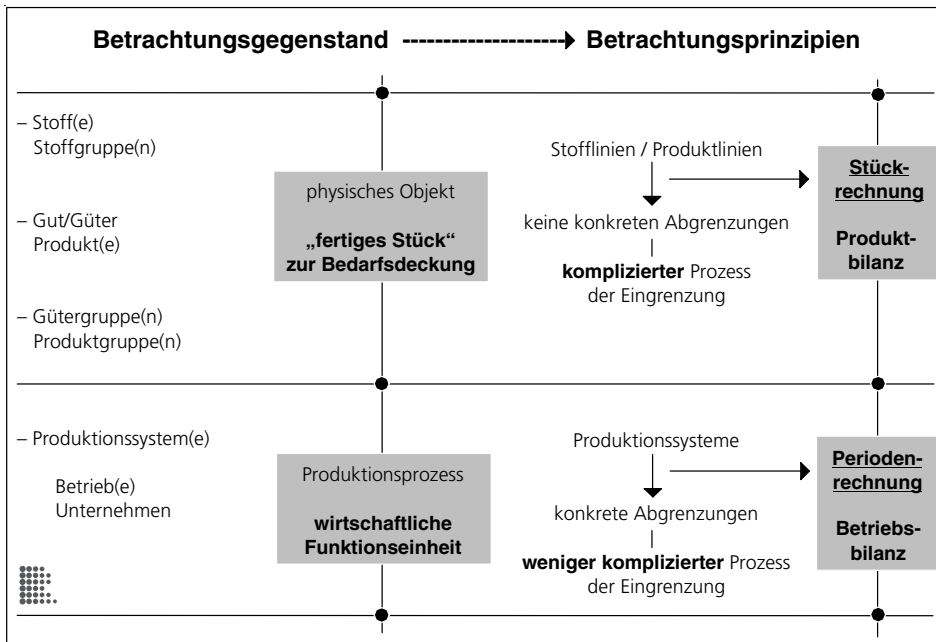 Betrachtungsgegenstand
Betrachtungsprinzipien
– Stoff(e)
Stoffgruppe(n)
– Gut/Güter
Produkt(e)
– Gütergruppe(n)
Produktgruppe(n)
physisches Objekt
„fertiges Stück“
zur Bedarfsdeckung
Stofflinien / Produktlinien
keine konkreten Abgrenzungen
komplizierter Prozess
der Eingrenzung
Stück-
rechnung
Produkt-
bilanz
– Produktionssystem(e)
Betrieb(e)
Unternehmen
Produktionsprozess
wirtschaftliche
Funktionseinheit
Produktionssysteme
konkrete Abgrenzungen
weniger komplizierter Prozess
der Eingrenzung
Perioden-
rechnung
Betriebs-
bilanz